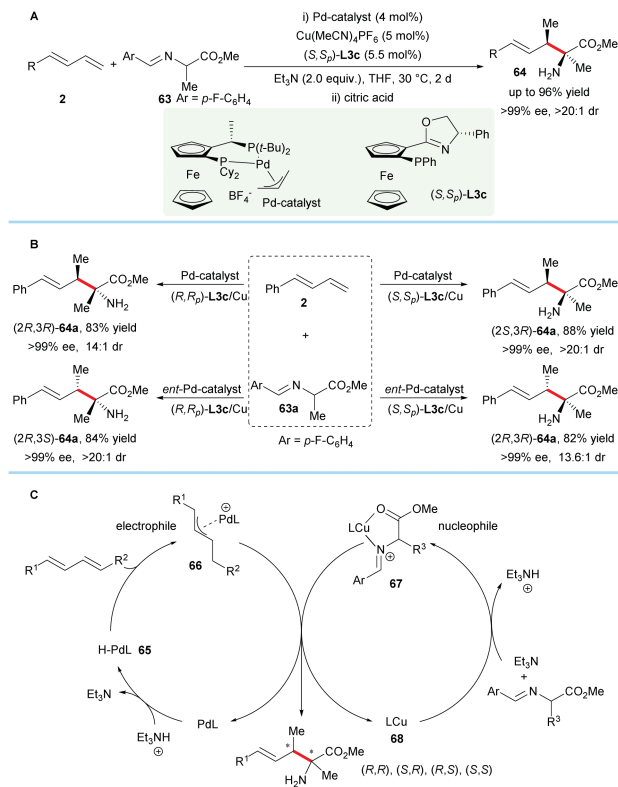 A
i) Pd-catalyst (4 mol%)
Cu(MeCN)4PF6 (5 mol%)
(S,Sp)-L3c (5.5 mol%)
Et3N (2.0 equiv.), THF, 30 °C, 2 d
ii) citric acid
R
2
+
Ar N CO2Me
Me
63 Ar = p-F-C6H4
Me
R CO2Me
Me
H2N
64
up to 96% yield
>99% ee, >20:1 dr
P(t-Bu)2
P
Cy2
Pd
Fe
BF4-
Pd-catalyst
O
N
Ph
PPh
Fe
(S,Sp)-L3c
B
Me
Ph CO2Me
Me NH2
(2R,3R)-64a, 83% yield
>99% ee, 14:1 dr
Pd-catalyst
(R,Rp)-L3c/Cu
Ph
2
+
Ar N CO2Me
Me
63a
Ar = p-F-C6H4
Pd-catalyst
(S,Sp)-L3c/Cu
Me
Ph CO2Me
Me
H2N
(2S,3R)-64a, 88% yield
>99% ee, >20:1 dr
Me
Ph CO2Me
Me NH2
(2R,3S)-64a, 84% yield
>99% ee, >20:1 dr
ent-Pd-catalyst
(R,Rp)-L3c/Cu
ent-Pd-catalyst
(S,Sp)-L3c/Cu
Me
Ph CO2Me
Me
H2N
(2R,3R)-64a, 82% yield
>99% ee, 13.6:1 dr
C
electrophile
R1
⊕
PdL
R2
66
R1 R2
H-PdL 65
Et3N
Et3NH
⊕
PdL
LCu
O
OMe
N
⊕
R3
Ar
67
nucleophile
Et3NH
⊕
Et3N
+
Ar N CO2Me
R3
LCu
68
Me
R1 * * CO2Me
Me
H2N
(R,R), (S,R), (R,S), (S,S)